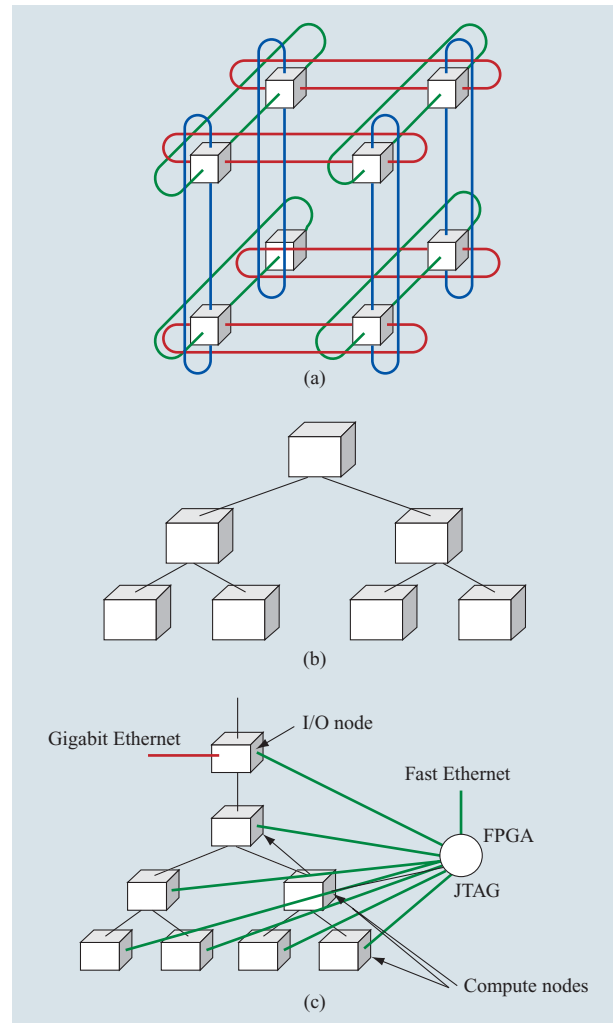 (a)
(b)
I/O node
Gigabit Ethernet
Fast Ethernet
FPGA
JTAG
Compute nodes
(c)